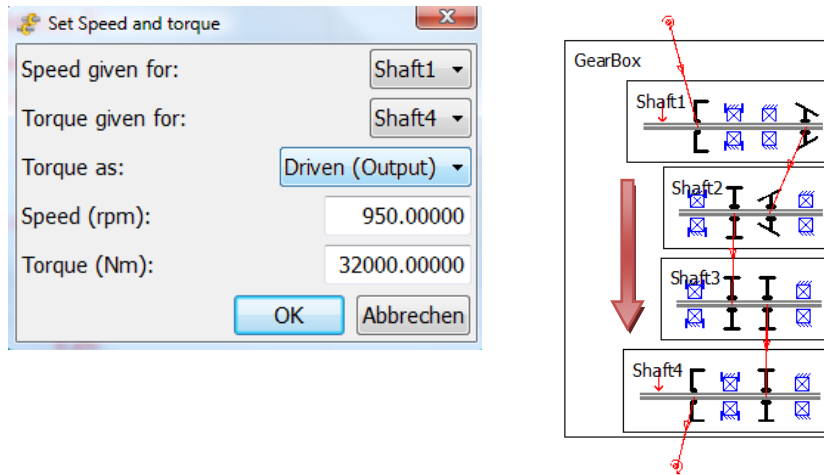 Set Speed and torque
Speed given for: Shaft1
Torque given for: Shaft4
Torque as: Driven (Output)
Speed (rpm): 950.00000
Torque (Nm): 32000.00000
OK Abbrechen
GearBox
Shaft1
Shaft2
Shaft3
Shaft4